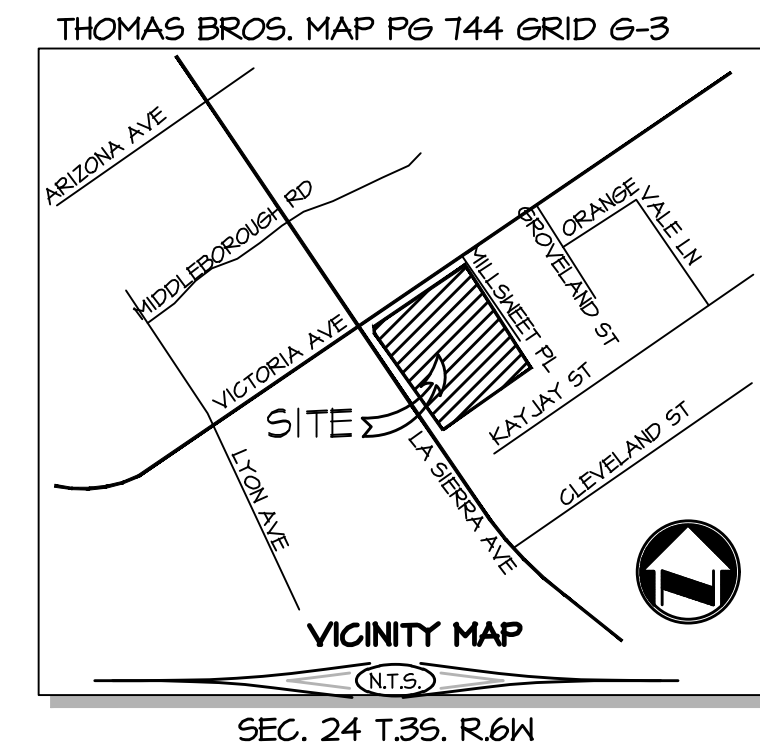 THOMAS BROS. MAP PG 744 GRID G-3
ARIZONA AVE
MIDDLEBOROUGH RD
ORANGE
VALE LN
GROVELAND ST
MILLSWEET PL
VICTORIA AVE
KAYJAY ST
SITE
CLEVELAND ST
LA SIERRA AVE
LYON AVE
N
VICINITY MAP
N.T.S.
SEC. 24 T.3S. R.6W